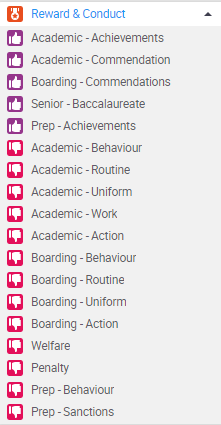 Reward & Conduct
Academic - Achievements
Academic - Commendation
Boarding - Commendations
Senior - Baccalaureate
Prep - Achievements
Academic - Behaviour
Academic - Routine
Academic - Uniform
Academic - Work
Academic - Action
Boarding - Behaviour
Boarding - Routine
Boarding - Uniform
Boarding - Action
Welfare
Penalty
Prep - Behaviour
Prep - Sanctions